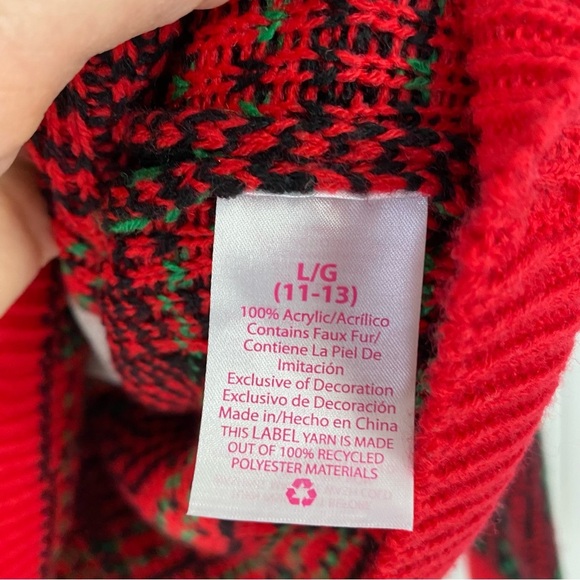 L/G
(11-13)
100% Acrylic/Acrílico
Contains Faux Fur/
Contiene La Piel De
Imitación
Exclusive of Decoration
Exclusivo de Decoración
Made in/Hecho en China
THIS LABEL YARN IS MADE
OUT OF 100% RECYCLED
POLYESTER MATERIALS